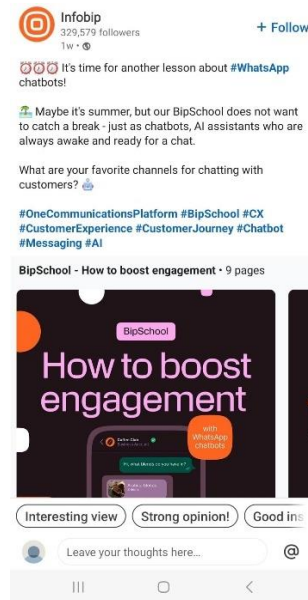 Infobip
329,579 followers
1w •
+ Follow
⏰⏰⏰ It's time for another lesson about #WhatsApp
chatbots!
🏝️ Maybe it's summer, but our BipSchool does not want
to catch a break - just as chatbots, AI assistants who are
always awake and ready for a chat.
What are your favorite channels for chatting with
customers? 🤖
#OneCommunicationsPlatform #BipSchool #CX
#CustomerExperience #CustomerJourney #Chatbot
#Messaging #AI
BipSchool - How to boost engagement • 9 pages
BipSchool
How to boost
engagement
with
WhatsApp
chatbots
Interesting view
Strong opinion!
Good ins
Leave your thoughts here...
@